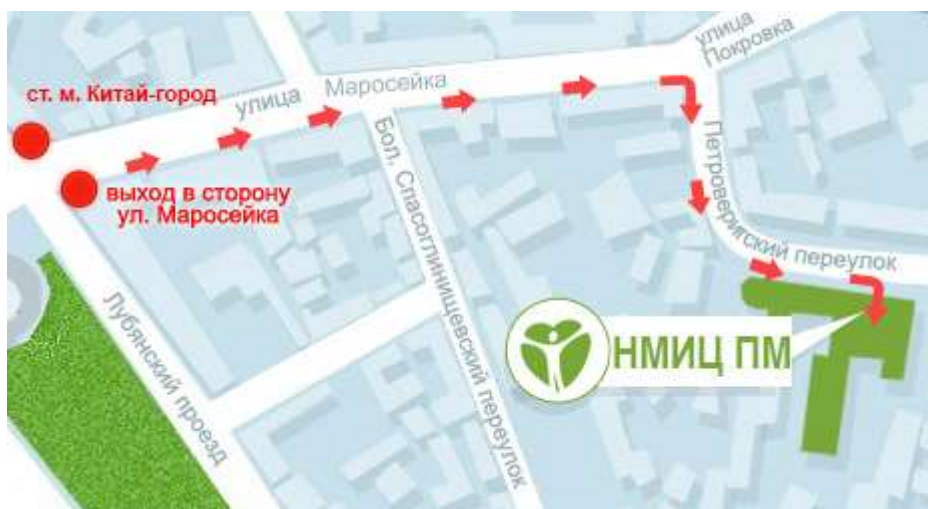 улица
Покровка
улица Маросейка
ст. м. Китай-город
выход в сторону
ул. Маросейка
Бол. Спасоглинищевский переулок
Петроверигский переулок
Лубянский проезд
НМИЦ ПМ